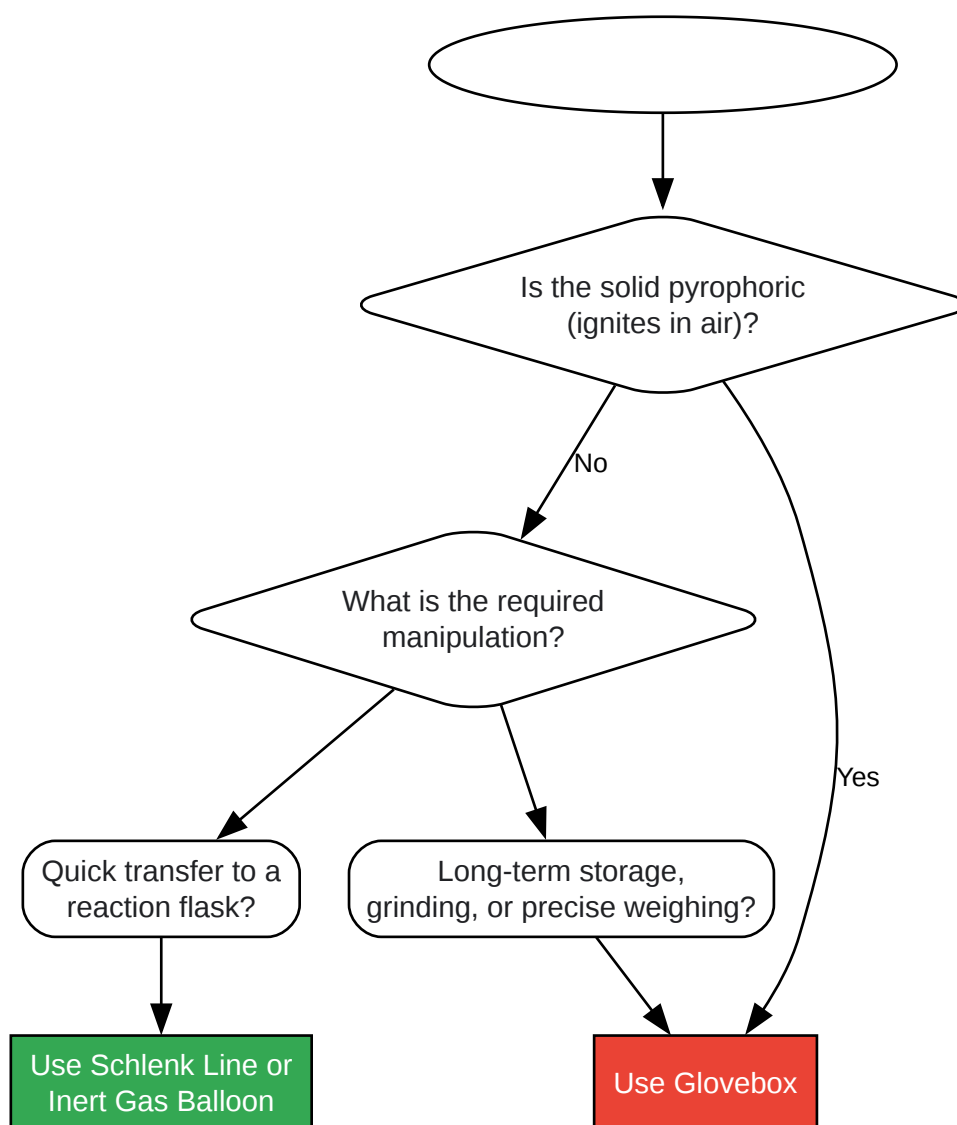 Is the solid pyrophoric
(ignites in air)?
No
What is the required
manipulation?
Yes
Quick transfer to a
reaction flask?
Long-term storage,
grinding, or precise weighing?
Use Schlenk Line or
Inert Gas Balloon
Use Glovebox